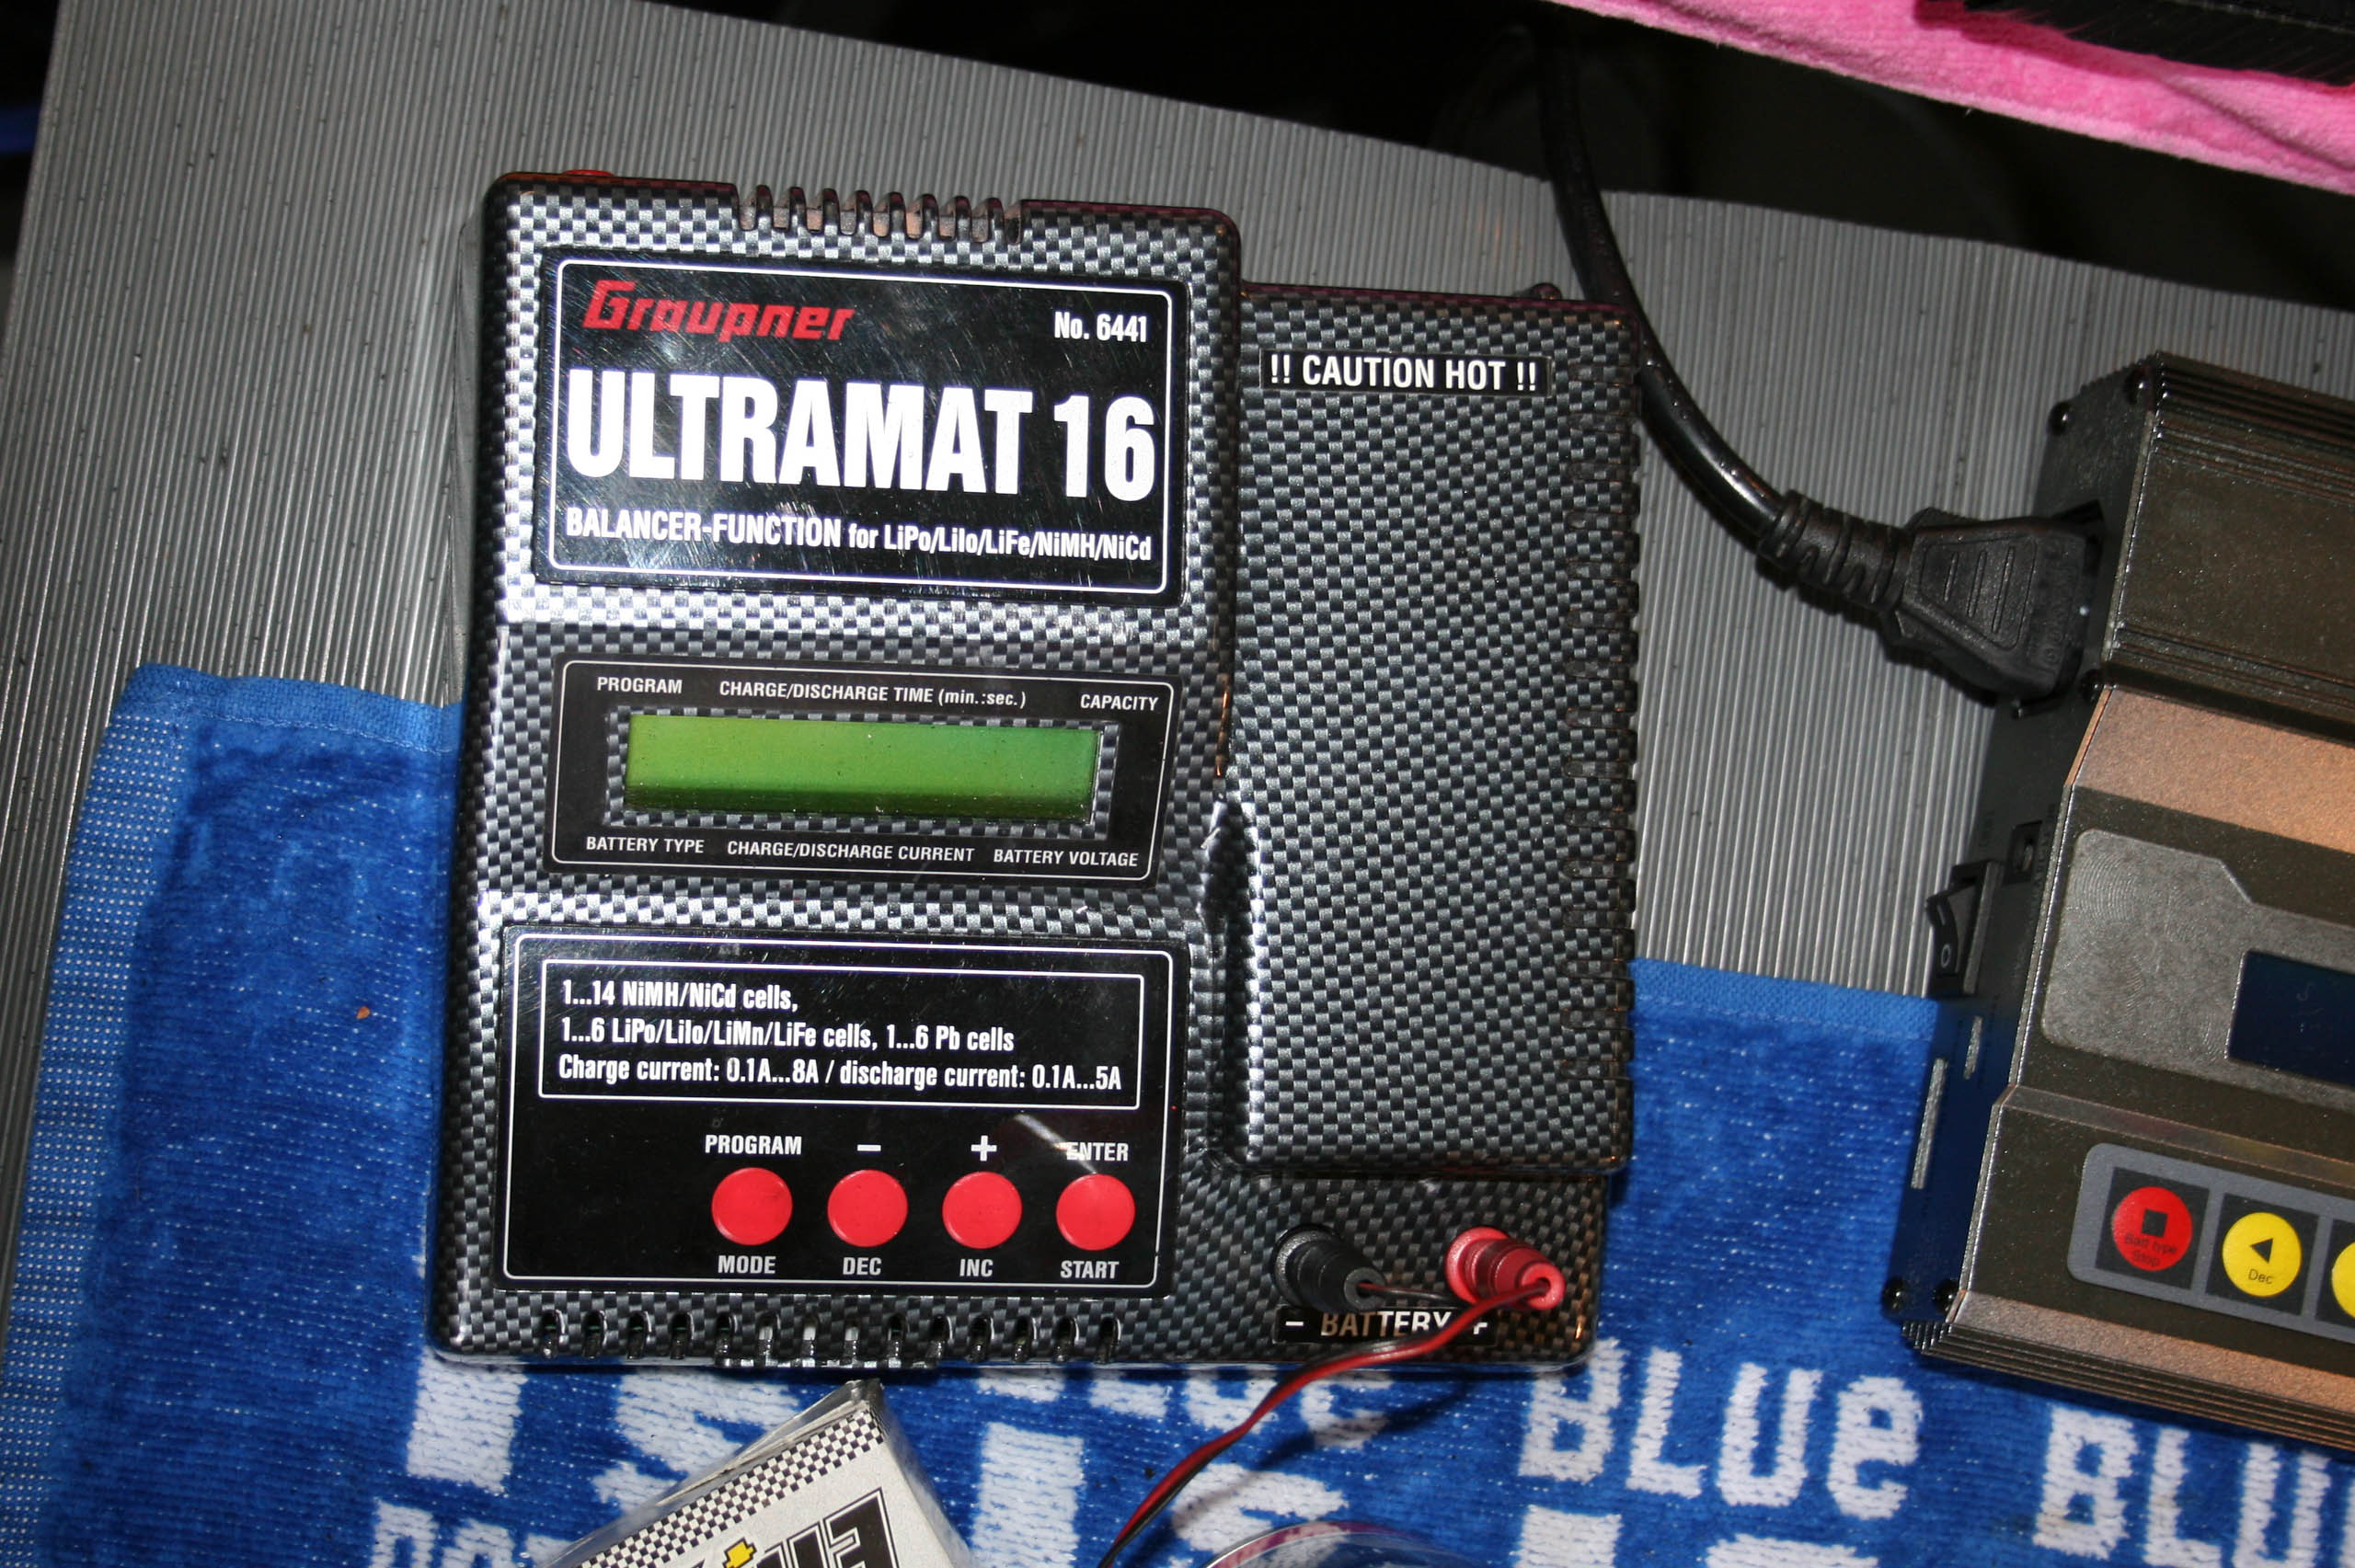 Graupner
No. 6441
ULTRAMAT 16
BALANCER-FUNCTION for LiPo/LiIo/LiFe/NiMH/NiCd
!! CAUTION HOT !!
PROGRAM CHARGE/DISCHARGE TIME (min.:sec.) CAPACITY
BATTERY TYPE CHARGE/DISCHARGE CURRENT BATTERY VOLTAGE
1...14 NiMH/NiCd cells,
1...6 LiPo/LiIo/LiMn/LiFe cells, 1...6 Pb cells
Charge current: 0.1A...8A / discharge current: 0.1A...5A
PROGRAM − + ENTER
MODE DEC INC START
− BATTERY +
Batt type
Stop
Dec
BLUe